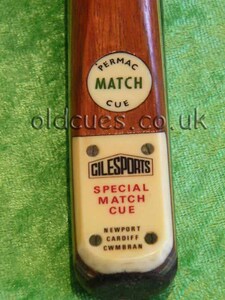 PERMAC
MATCH
CUE
oldcues.co.uk
CILESPORTS
SPECIAL
MATCH
CUE
NEWPORT
CARDIFF
CWMBRAN